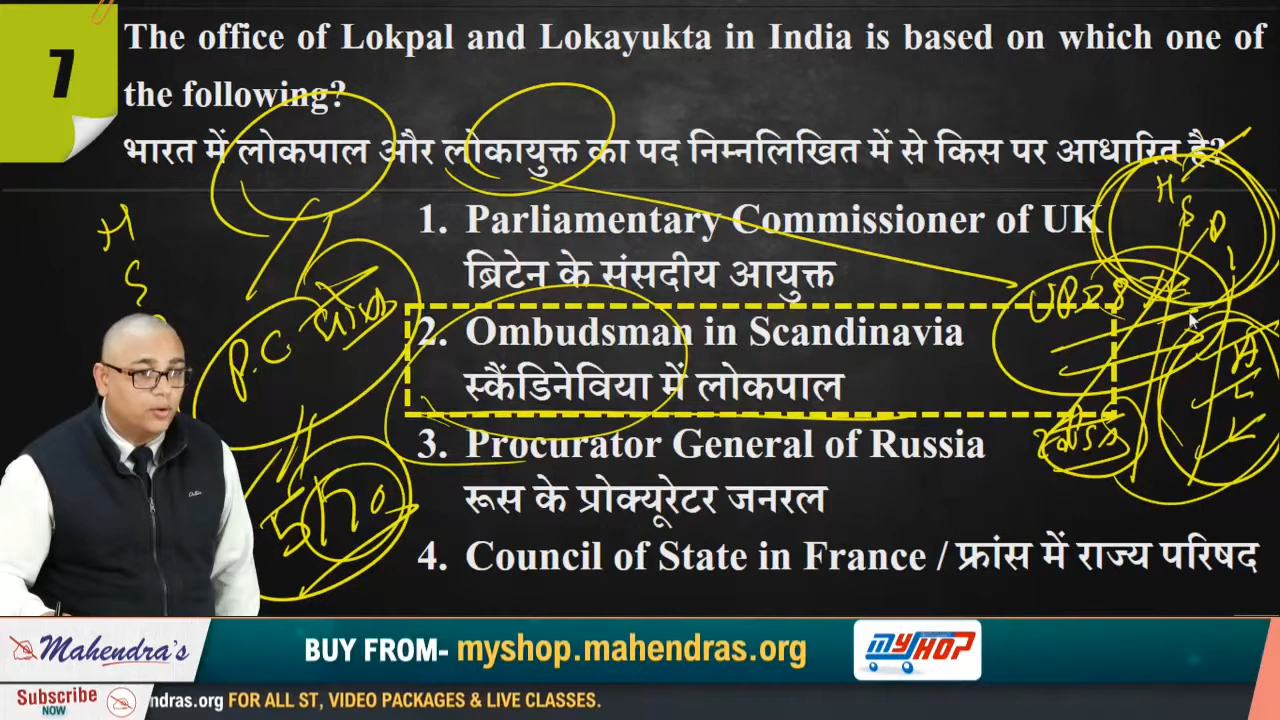 7
The office of Lokpal and Lokayukta in India is based on which one of
the following?
भारत में लोकपाल और लोकायुक्त का पद निम्नलिखित में से किस पर आधारित है?
1. Parliamentary Commissioner of UK
ब्रिटेन के संसदीय आयुक्त
2. Ombudsman in Scandinavia
स्कैंडिनेविया में लोकपाल
3. Procurator General of Russia
रूस के प्रोक्यूरेटर जनरल
4. Council of State in France / फ्रांस में राज्य परिषद
H
S
P.C
H
S
D
Mahendra's
BUY FROM- myshop.mahendras.org
MY SHOP
Subscribe
NOW
ndras.org FOR ALL ST, VIDEO PACKAGES & LIVE CLASSES.